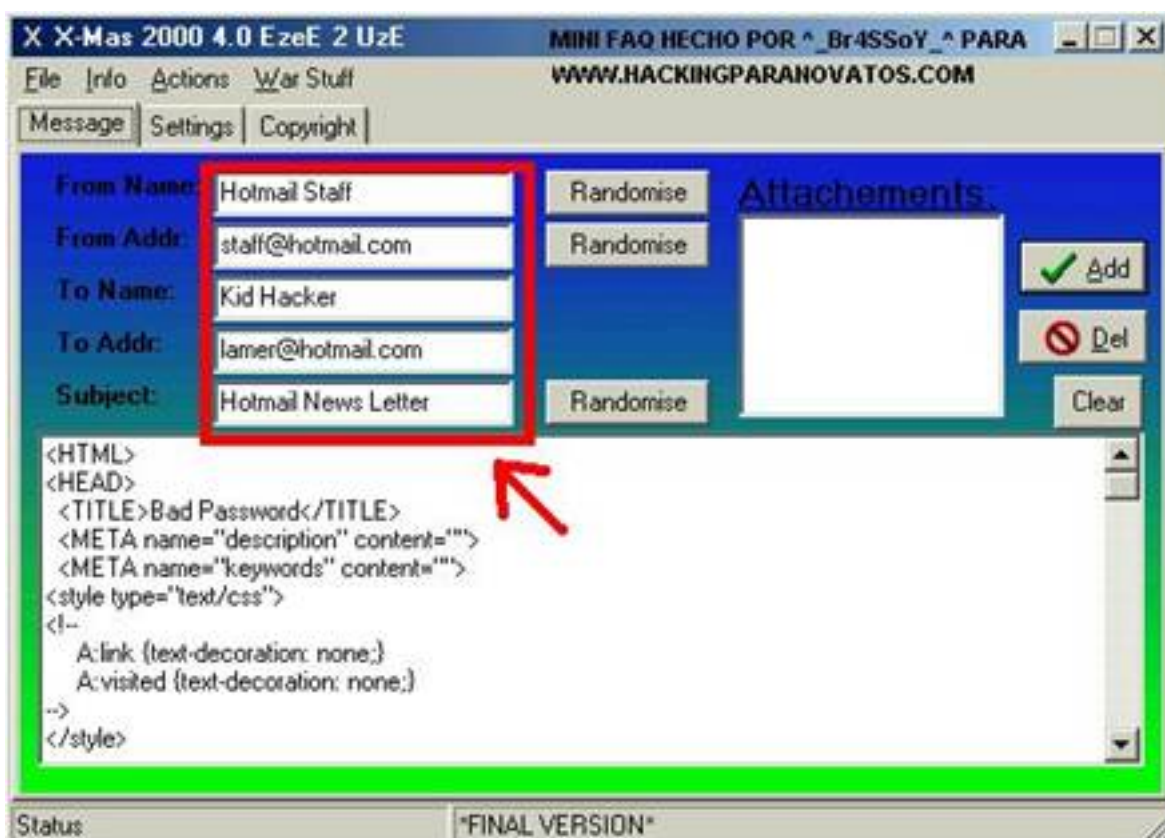 X X-Mas 2000 4.0 EzeE 2 UzE
MINI FAQ HECHO POR ^_Br4SSoY_^ PARA
WWW.HACKINGPARANOVATOS.COM
File Info Actions War Stuff
Message Settings Copyright
From Name: Hotmail Staff Randomise
Attachements:
From Addr: staff@hotmail.com Randomise
Add
To Name: Kid Hacker
To Addr: lamer@hotmail.com
Del
Subject: Hotmail News Letter Randomise
Clear
<HTML>
<HEAD>
<TITLE>Bad Password</TITLE>
<META name="description" content="">
<META name="keywords" content="">
<style type="text/css">
<!--
A:link {text-decoration: none;}
A:visited {text-decoration: none;}
-->
</style>
Status
*FINAL VERSION*